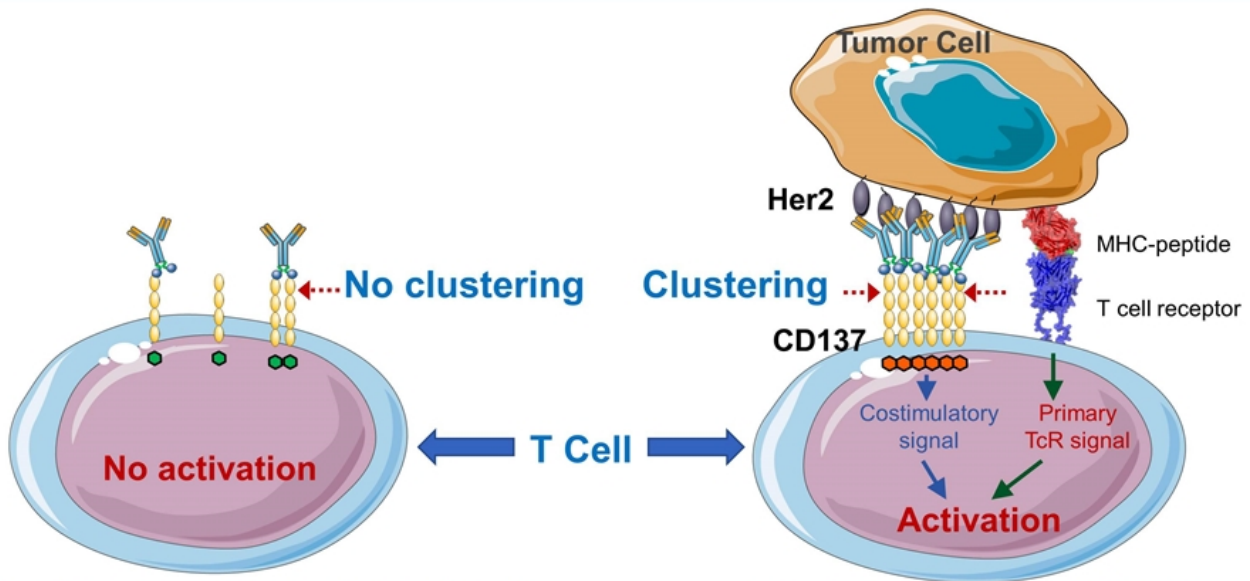 Tumor Cell
Her2
MHC-peptide
No clustering
Clustering
T cell receptor
CD137
Costimulatory
signal
Primary
TcR signal
No activation
T Cell
Activation